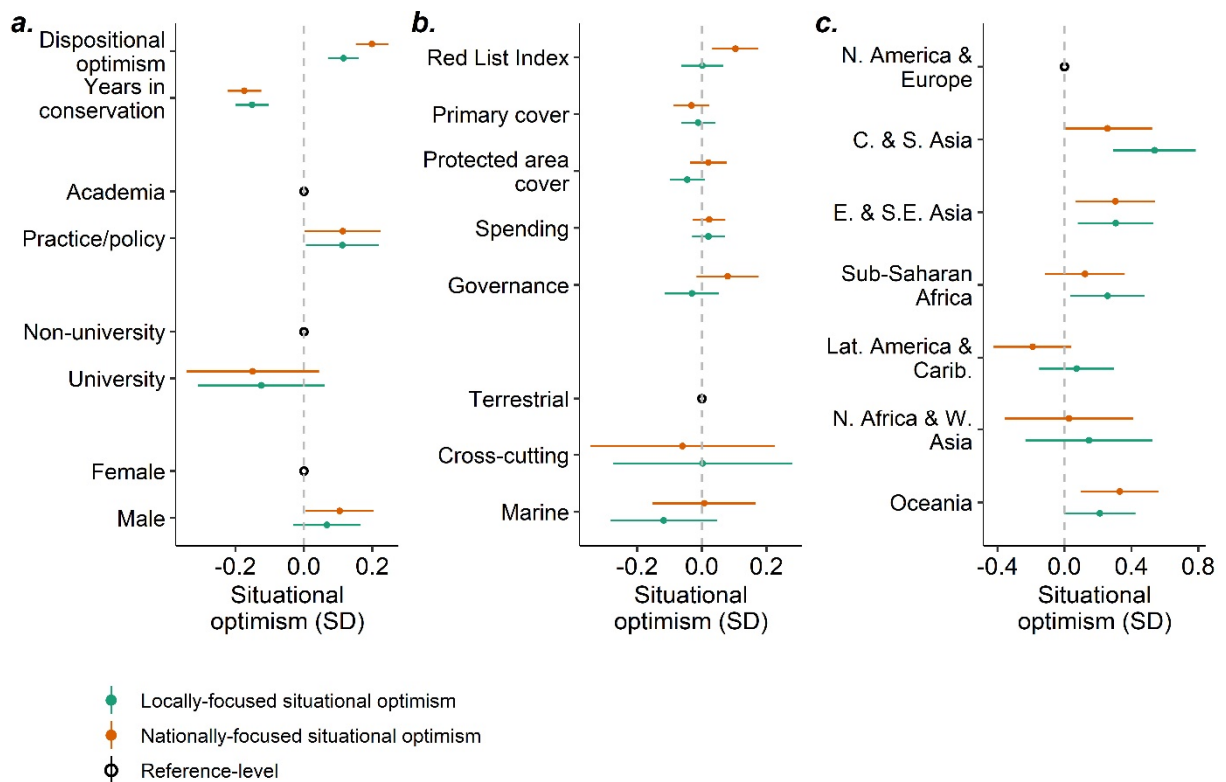 a.
Dispositional
optimism
Years in
conservation
Academia
Practice/policy
Non-university
University
Female
Male
-0.2 0.0 0.2
Situational
optimism (SD)
b.
Red List Index
Primary cover
Protected area
cover
Spending
Governance
Terrestrial
Cross-cutting
Marine
-0.2 0.0 0.2
Situational
optimism (SD)
c.
N. America &
Europe
C. & S. Asia
E. & S.E. Asia
Sub-Saharan
Africa
Lat. America &
Carib.
N. Africa & W.
Asia
Oceania
-0.4 0.0 0.4 0.8
Situational
optimism (SD)
Locally-focused situational optimism
Nationally-focused situational optimism
Reference-level